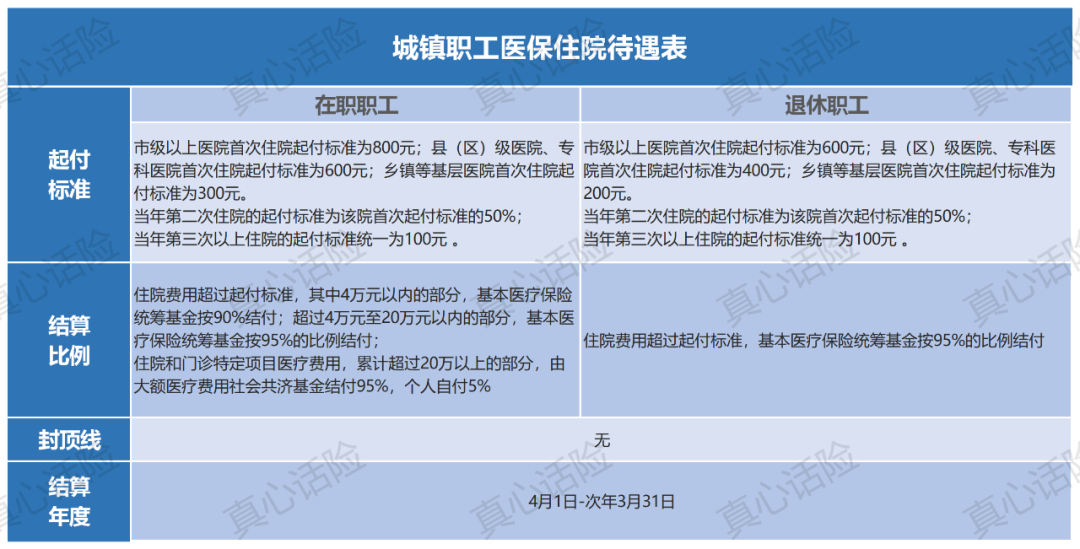 城镇职工医保住院待遇表
在职职工
退休职工
起付
标准
市级以上医院首次住院起付标准为800元；县（区）级医院、专
科医院首次住院起付标准为600元；乡镇等基层医院首次住院起
付标准为300元。
当年第二次住院的起付标准为该院首次起付标准的50%；
当年第三次以上住院的起付标准统一为100元 。
市级以上医院首次住院起付标准为600元；县（区）级医院、专科医
院首次住院起付标准为400元；乡镇等基层医院首次住院起付标准为
200元。
当年第二次住院的起付标准为该院首次起付标准的50%；
当年第三次以上住院的起付标准统一为100元 。
结算
比例
住院费用超过起付标准，其中4万元以内的部分，基本医疗保险
统筹基金按90%结付；超过4万元至20万元以内的部分，基本医
疗保险统筹基金按95%的比例结付；
住院和门诊特定项目医疗费用，累计超过20万以上的部分，由
大额医疗费用社会共济基金结付95%，个人自付5%
住院费用超过起付标准，基本医疗保险统筹基金按95%的比例结付
封顶线
无
结算
年度
4月1日-次年3月31日
真心话险